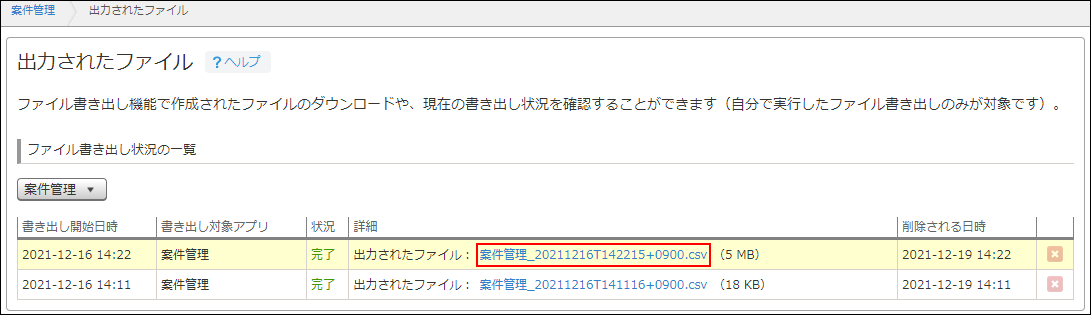 案件管理 出力されたファイル
出力されたファイル ?ヘルプ
ファイル書き出し機能で作成されたファイルのダウンロードや、現在の書き出し状況を確認することができます（自分で実行したファイル書き出しのみが対象です）。
ファイル書き出し状況の一覧
案件管理
書き出し開始日時 書き出し対象アプリ 状況 詳細 削除される日時
2021-12-16 14:22 案件管理 完了 出力されたファイル： 案件管理_20211216T142215+0900.csv （5 MB） 2021-12-19 14:22
2021-12-16 14:11 案件管理 完了 出力されたファイル： 案件管理_20211216T141116+0900.csv （18 KB） 2021-12-19 14:11